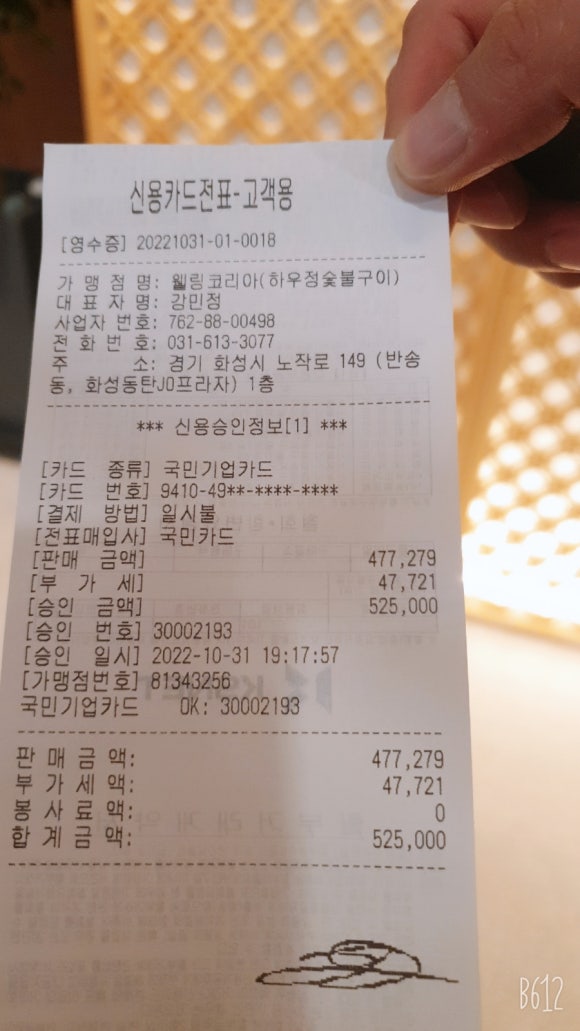 신용카드전표-고객용
[영수증] 20221031-01-0018
가 맹 점 명: 웰링코리아(하우정숯불구이)
대 표 자 명: 강민정
사업자 번호: 762-88-00498
전 화 번 호: 031-613-3077
주 소: 경기 화성시 노작로 149 (반송
동, 화성동탄JO프라자) 1층
*** 신용승인정보[1] ***
[카드 종류] 국민기업카드
[카드 번호] 9410-49**-****-****
[결제 방법] 일시불
[전표매입사] 국민카드
[판매 금액] 477,279
[부 가 세] 47,721
[승인 금액] 525,000
[승인 번호] 30002193
[승인 일시] 2022-10-31 19:17:57
[가맹점번호] 81343256
국민기업카드 OK: 30002193
판 매 금 액: 477,279
부 가 세 액: 47,721
봉 사 료 액: 0
합 계 금 액: 525,000
B612